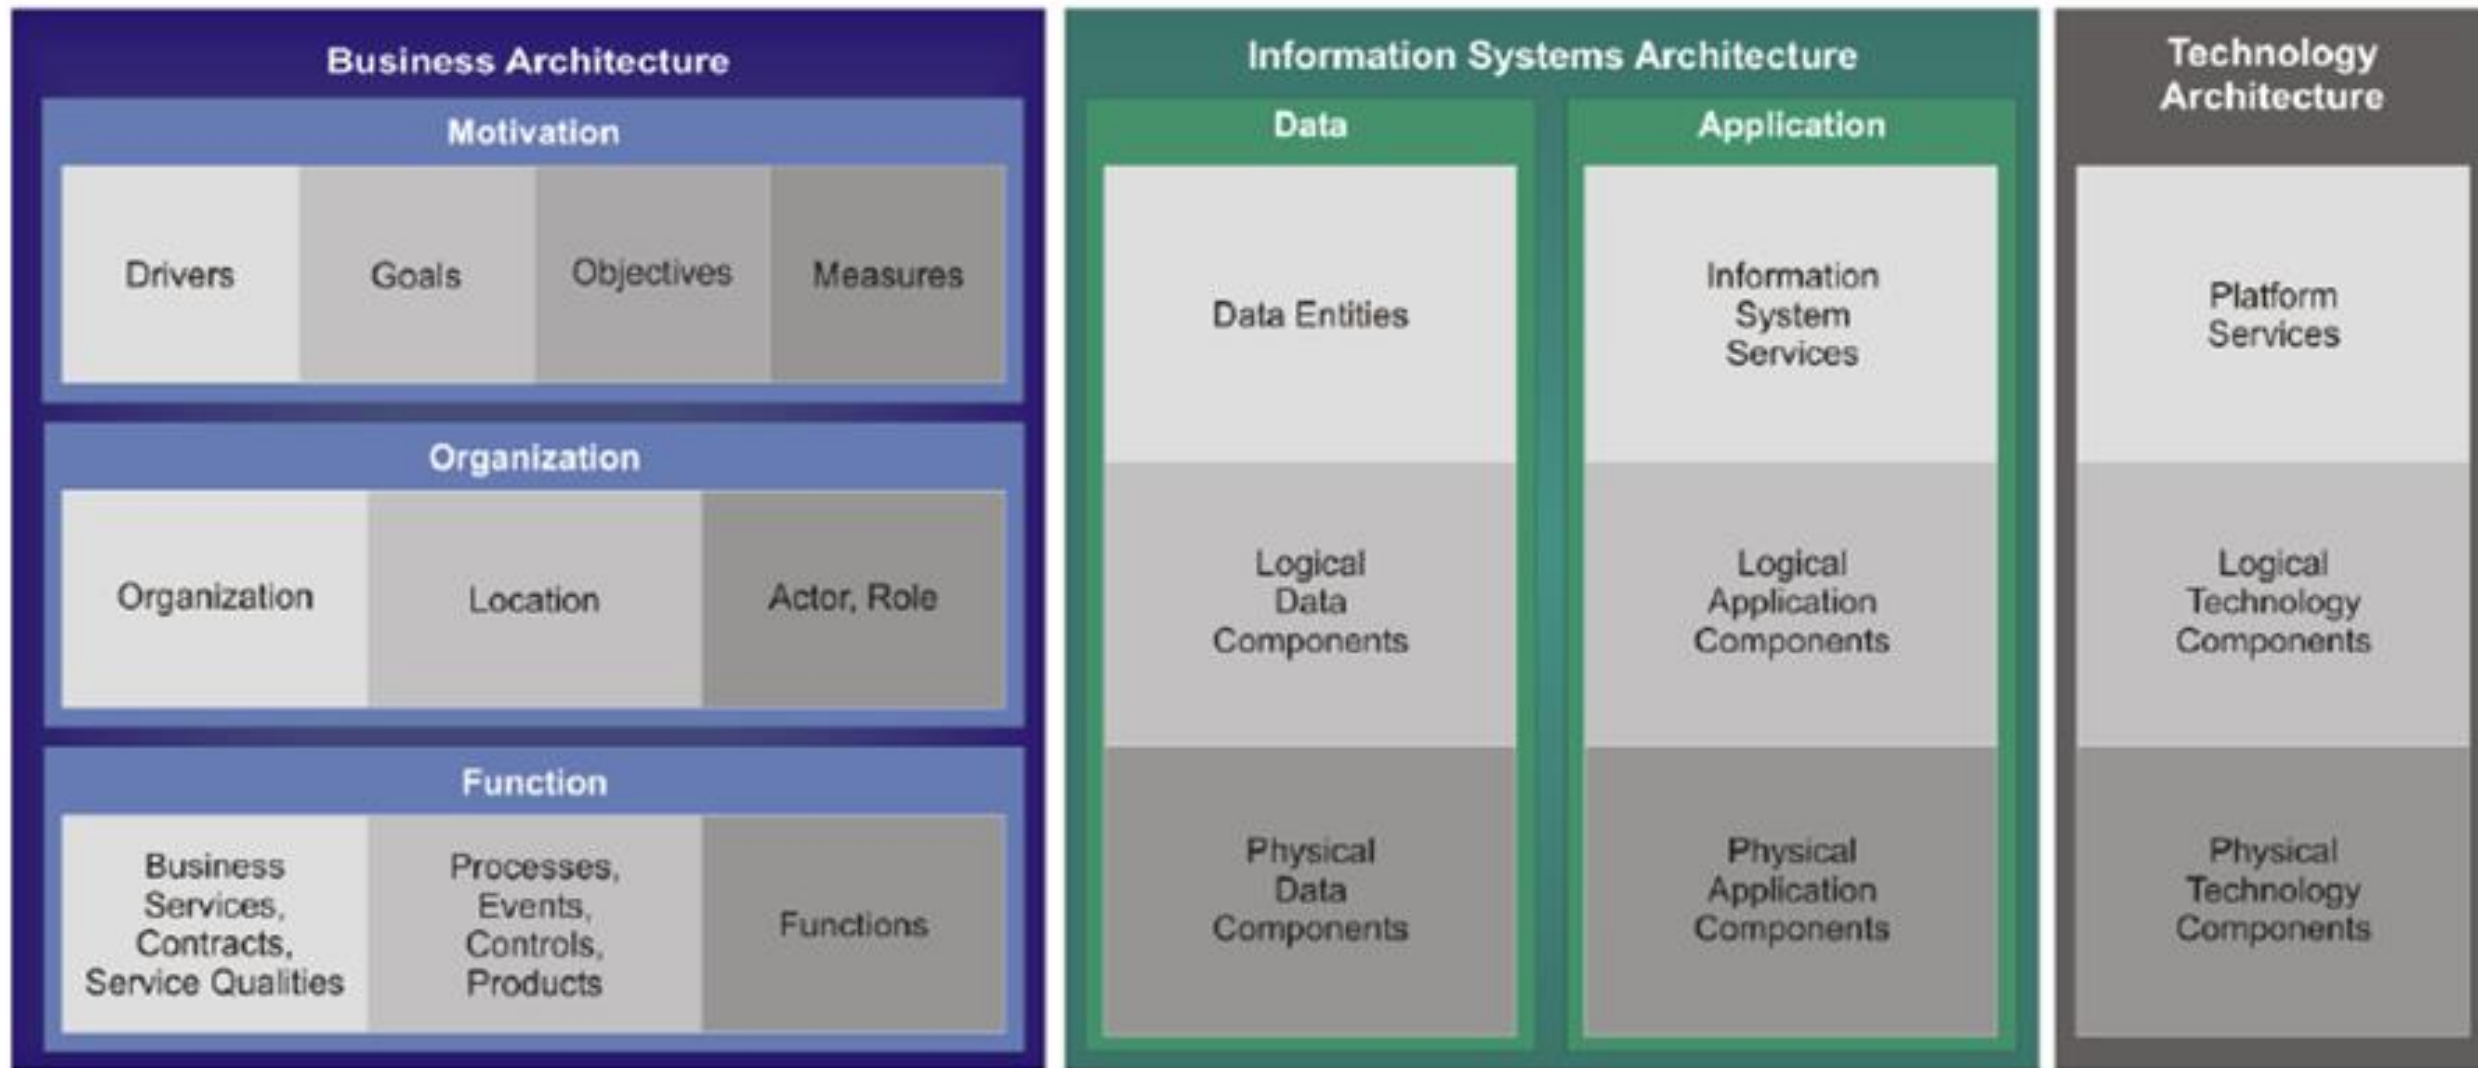 Business Architecture
Motivation
Drivers
Goals
Objectives
Measures
Organization
Organization
Location
Actor, Role
Function
Business
Services,
Contracts,
Service Qualities
Processes,
Events,
Controls,
Products
Functions
Information Systems Architecture
Data
Data Entities
Logical
Data
Components
Physical
Data
Components
Application
Information
System
Services
Logical
Application
Components
Physical
Application
Components
Technology
Architecture
Platform
Services
Logical
Technology
Components
Physical
Technology
Components